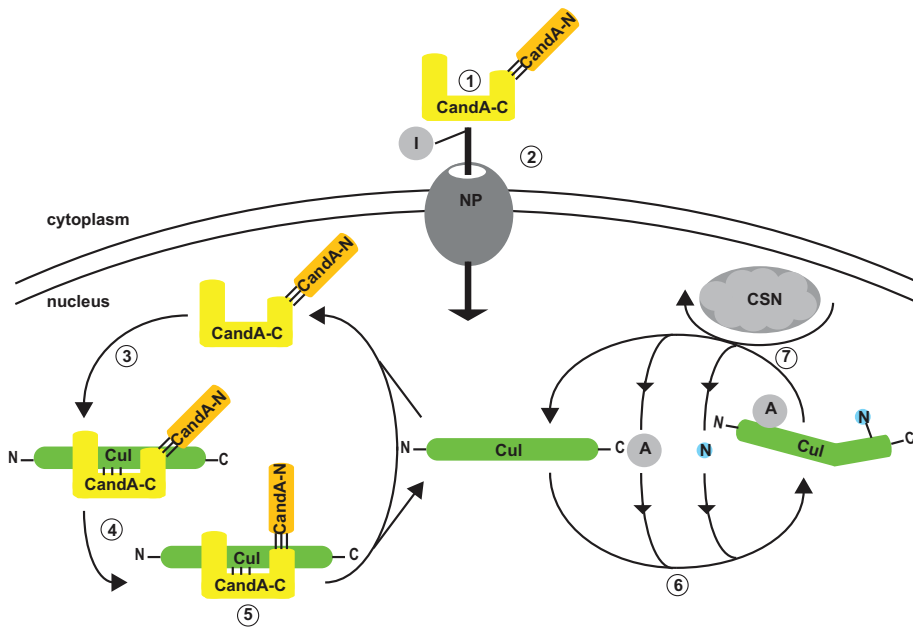 CandA-N
①
CandA-C
I
②
NP
cytoplasm
nucleus
CandA-N
CandA-C
CSN
③
⑦
CandA-N
A
N
N
Cul
C
N
Cul
C
A
N
Cul
C
CandA-C
CandA-N
④
N
Cul
C
CandA-C
⑤
⑥
N